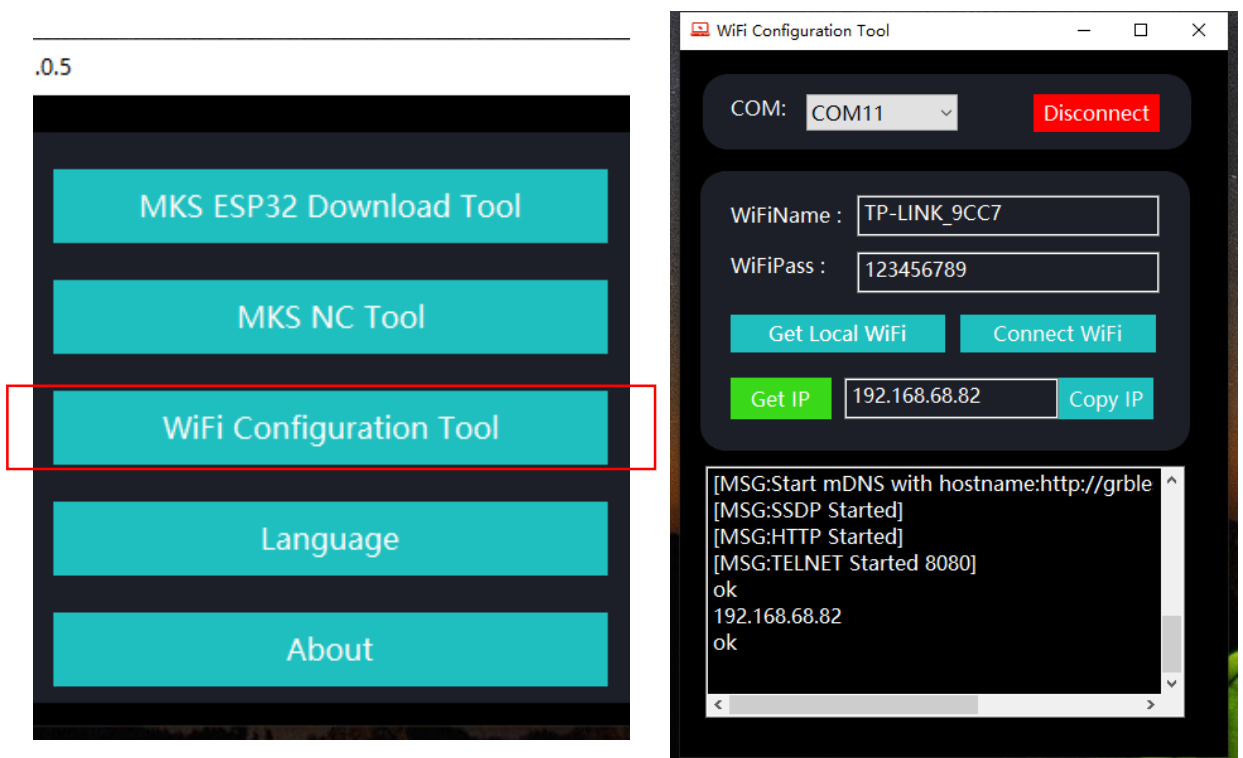 .0.5
MKS ESP32 Download Tool
MKS NC Tool
WiFi Configuration Tool
Language
About
WiFi Configuration Tool
COM: COM11 Disconnect
WiFiName : TP-LINK_9CC7
WiFiPass : 123456789
Get Local WiFi Connect WiFi
Get IP 192.168.68.82 Copy IP
[MSG:Start mDNS with hostname:http://grble
[MSG:SSDP Started]
[MSG:HTTP Started]
[MSG:TELNET Started 8080]
ok
192.168.68.82
ok